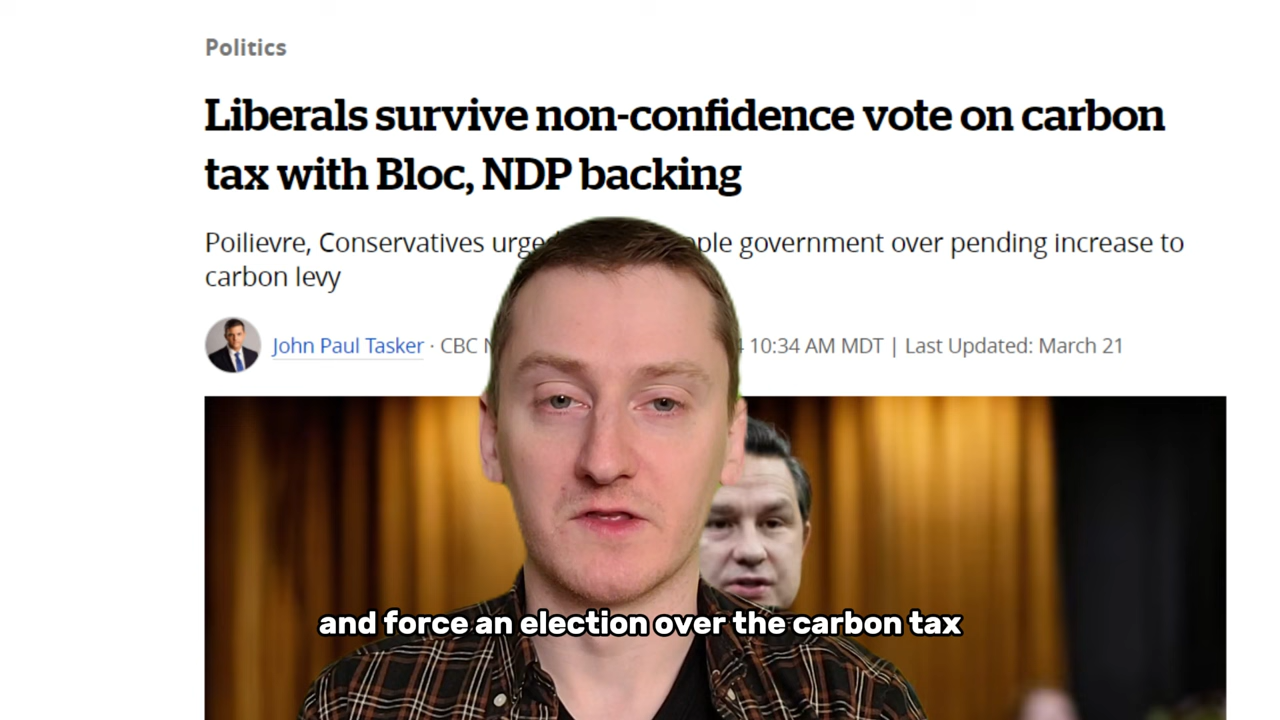 Politics
Liberals survive non-confidence vote on carbon
tax with Bloc, NDP backing
Poilievre, Conservatives urge government over pending increase to
carbon levy
John Paul Tasker · CBC 10:34 AM MDT | Last Updated: March 21
and force an election over the carbon tax